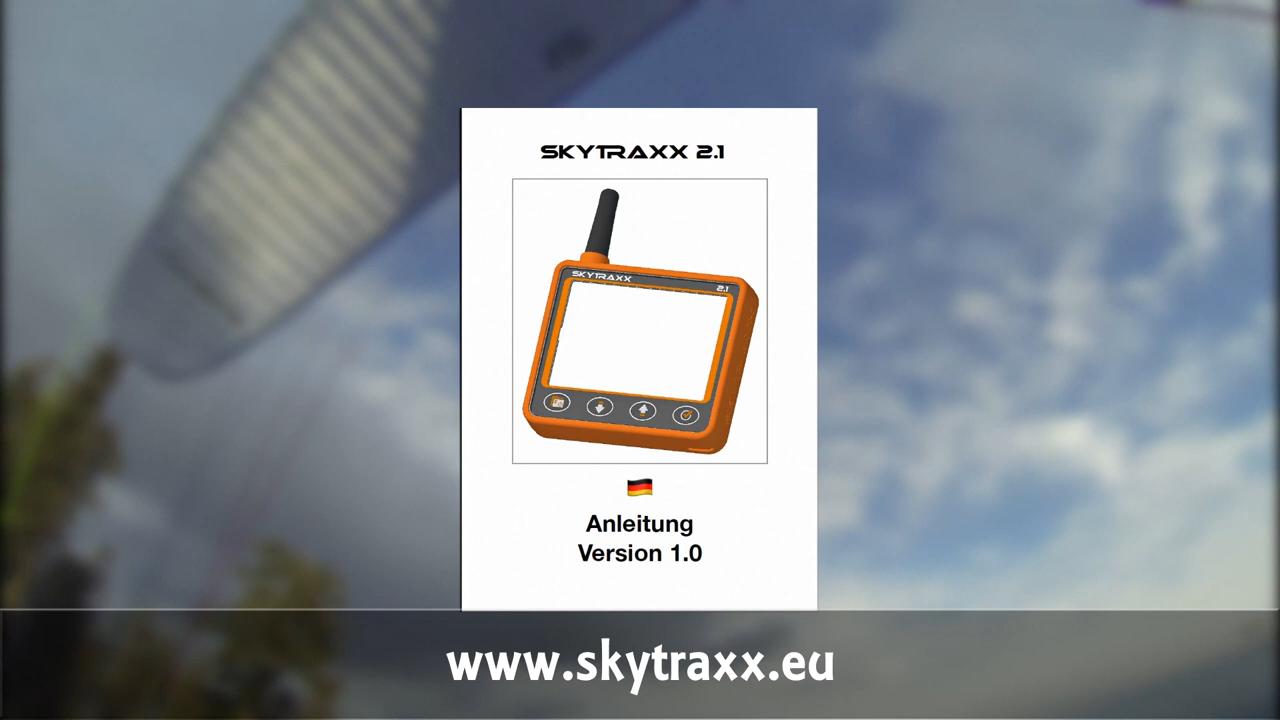 SKYTRAXX 2.1
SKYTRAXX
2.1
Anleitung
Version 1.0
www.skytraxx.eu